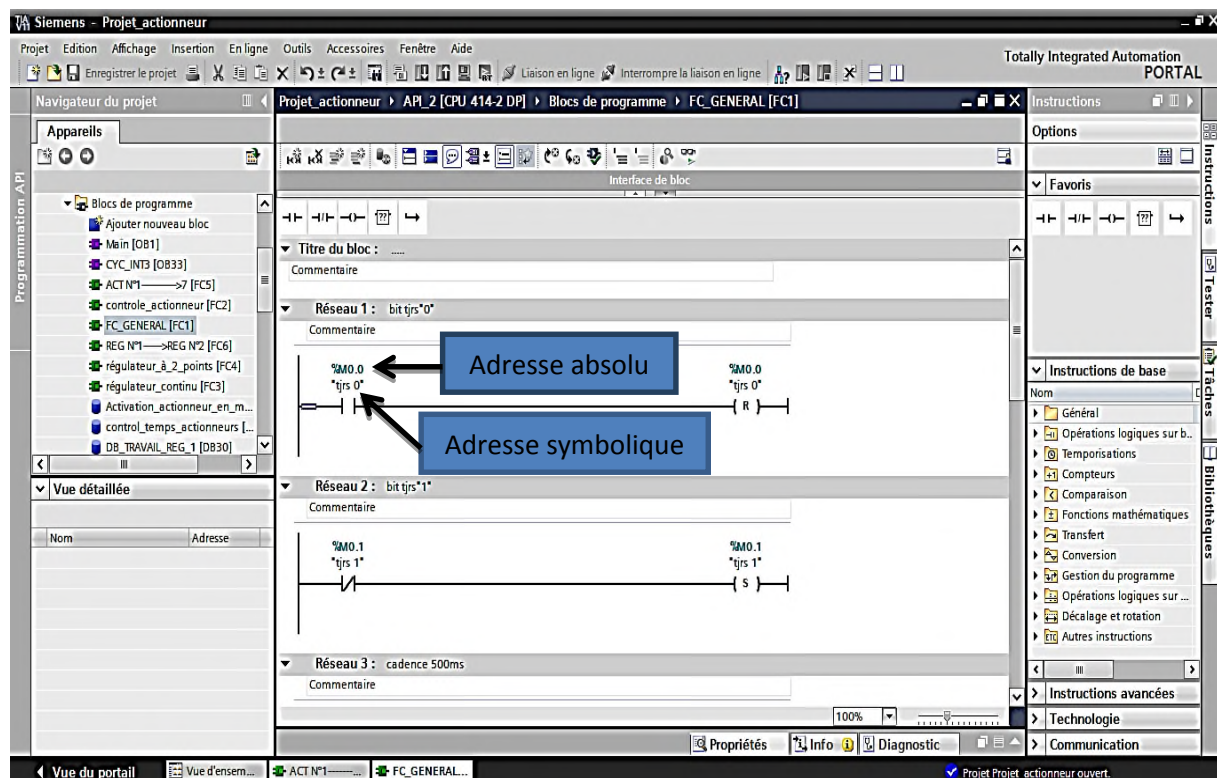 Siemens - Projet_actionneur
Projet Edition Affichage Insertion En ligne Outils Accessoires Fenêtre Aide
Totally Integrated Automation
PORTAL
Enregistrer le projet
Liaison en ligne
Interrompre la liaison en ligne
Navigateur du projet
Projet_actionneur API_2 [CPU 414-2 DP] Blocs de programme FC_GENERAL [FC1]
Instructions
Appareils
Options
Interface de bloc
Programmation API
Blocs de programme
Ajouter nouveau bloc
Main [OB1]
CYC_INT3 [OB33]
ACT N°1------>7 [FC5]
controle_actionneur [FC2]
FC_GENERAL [FC1]
REG N°1---->REG N°2 [FC6]
régulateur_à_2_points [FC4]
régulateur_continu [FC3]
Activation_actionneur_en_m...
control_temps_actionneurs [...
DB_TRAVAIL_REG_1 [DB30]
Vue détaillée
Nom Adresse
Titre du bloc : .....
Commentaire
Réseau 1 : bit tjrs"0"
Commentaire
%M0.0
"tjrs 0"
Adresse absolu
%M0.0
"tjrs 0"
R
Adresse symbolique
Réseau 2 : bit tjrs"1"
Commentaire
%M0.1
"tjrs 1"
%M0.1
"tjrs 1"
S
Réseau 3 : cadence 500ms
Commentaire
100%
Favoris
??
??
Instructions de base
Nom D
Général
Opérations logiques sur b..
Temporisations
Compteurs
Comparaison
Fonctions mathématiques
Transfert
Conversion
Gestion du programme
Opérations logiques sur ...
Décalage et rotation
Autres instructions
Instructions avancées
Technologie
Communication
Instructions
Tester
Tâches
Bibliothèques
Propriétés Info Diagnostic
Vue du portail Vue d'ensem... ACT N°1------... FC_GENERAL...
Projet Projet_actionneur ouvert.